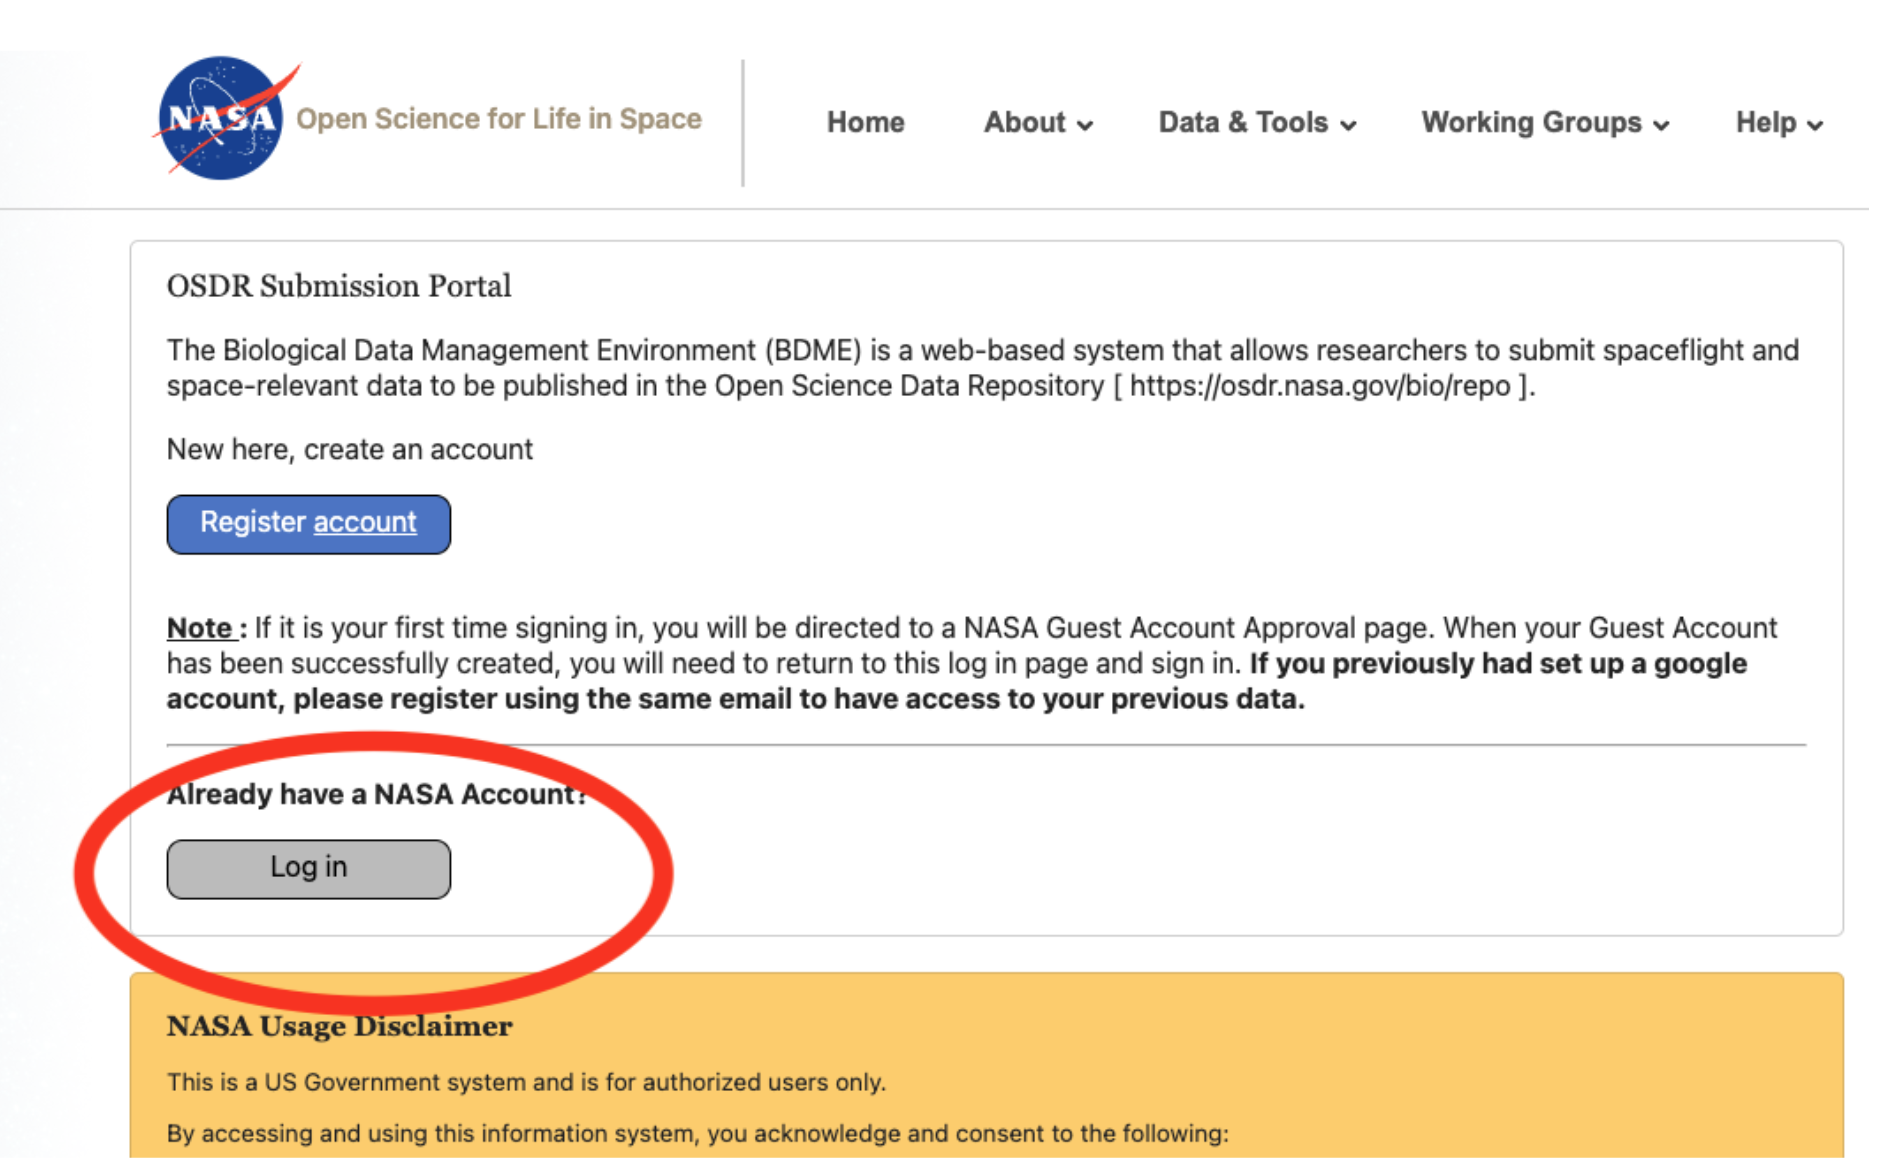 NASA
Open Science for Life in Space
Home
About
Data & Tools
Working Groups
Help
OSDR Submission Portal
The Biological Data Management Environment (BDME) is a web-based system that allows researchers to submit spaceflight and
space-relevant data to be published in the Open Science Data Repository [ https://osdr.nasa.gov/bio/repo ].
New here, create an account
Register account
Note : If it is your first time signing in, you will be directed to a NASA Guest Account Approval page. When your Guest Account
has been successfully created, you will need to return to this log in page and sign in. If you previously had set up a google
account, please register using the same email to have access to your previous data.
Already have a NASA Account?
Log in
NASA Usage Disclaimer
This is a US Government system and is for authorized users only.
By accessing and using this information system, you acknowledge and consent to the following: